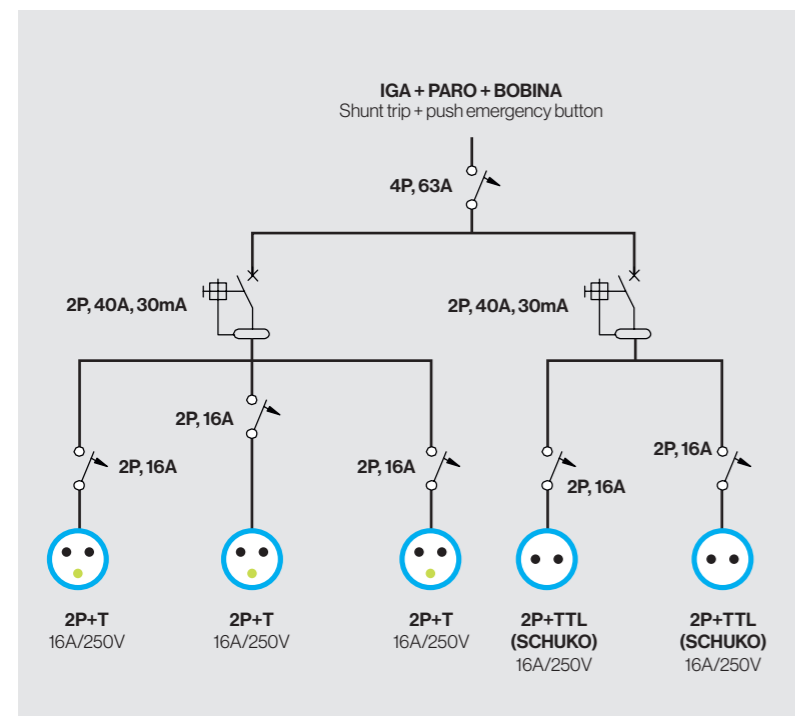 IGA + PARO + BOBINA
Shunt trip + push emergency button
4P, 63A
2P, 40A, 30mA
2P, 40A, 30mA
2P, 16A
2P, 16A
2P, 16A
2P, 16A
2P, 16A
2P+T
16A/250V
2P+T
16A/250V
2P+T
16A/250V
2P+TTL
(SCHUKO)
16A/250V
2P+TTL
(SCHUKO)
16A/250V